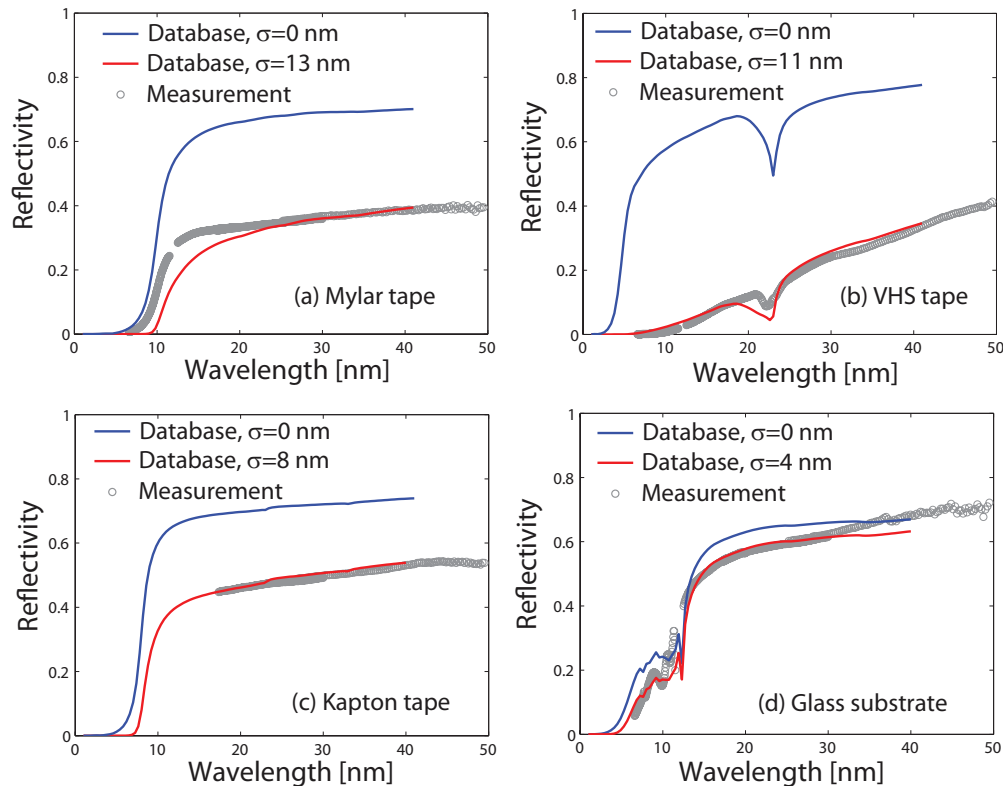 1
Database, σ=0 nm
Database, σ=13 nm
Measurement
0.8
0.6
0.4
0.2
0
Reflectivity
(a) Mylar tape
0 10 20 30 40 50
Wavelength [nm]
1
Database, σ=0 nm
Database, σ=11 nm
Measurement
0.8
0.6
0.4
0.2
0
Reflectivity
(b) VHS tape
0 10 20 30 40 50
Wavelength [nm]
1
Database, σ=0 nm
Database, σ=8 nm
Measurement
0.8
0.6
0.4
0.2
0
Reflectivity
(c) Kapton tape
0 10 20 30 40 50
Wavelength [nm]
1
Database, σ=0 nm
Database, σ=4 nm
Measurement
0.8
0.6
0.4
0.2
0
Reflectivity
(d) Glass substrate
0 10 20 30 40 50
Wavelength [nm]